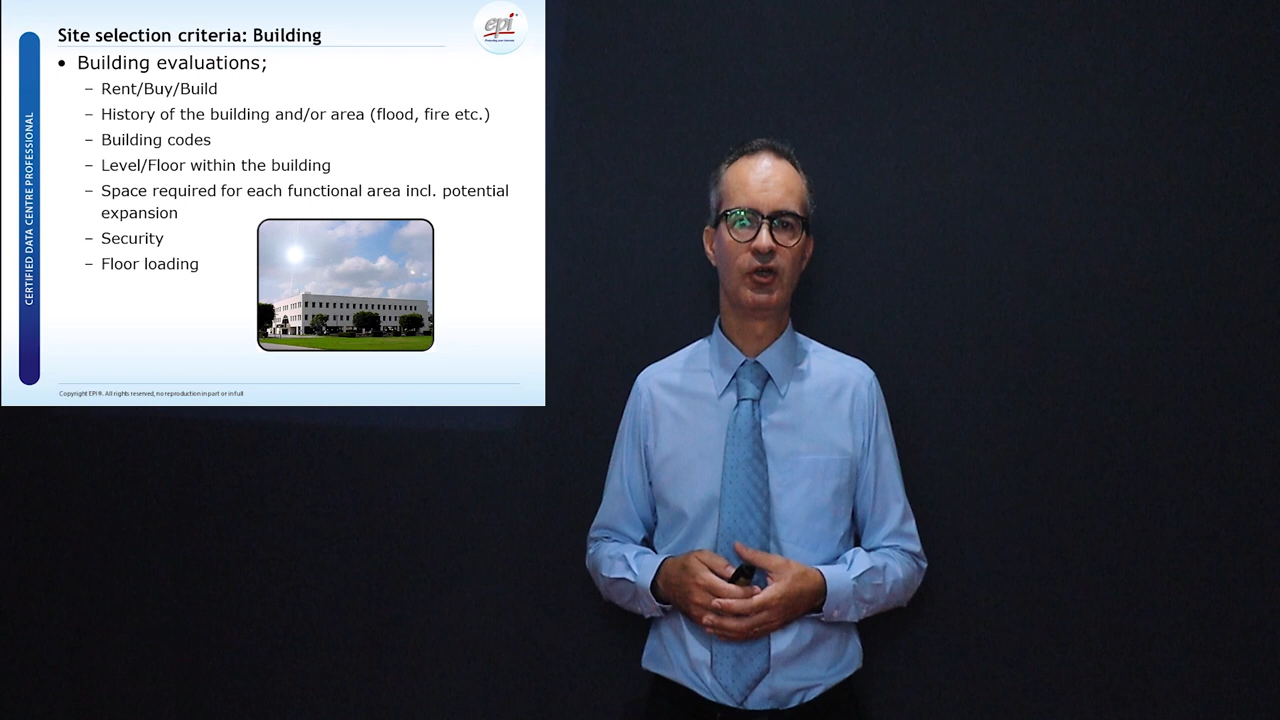 Site selection criteria: Building
epi
• Building evaluations;
– Rent/Buy/Build
– History of the building and/or area (flood, fire etc.)
– Building codes
– Level/Floor within the building
– Space required for each functional area incl. potential
expansion
– Security
– Floor loading
CERTIFIED DATA CENTRE PROFESSIONAL
Copyright EPI®. All rights reserved, no reproduction in part or in full